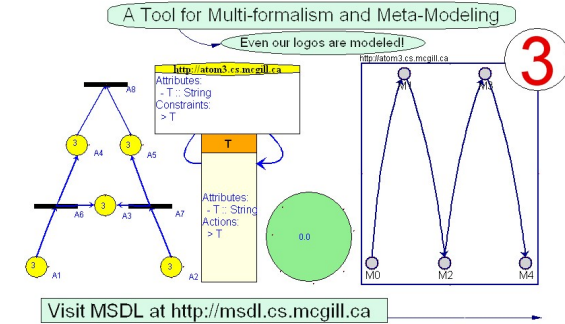 A Tool for Multi-formalism and Meta-Modeling
Even our logos are modeled!
3
http://atom3.cs.mcgill.ca
http://atom3.cs.mcgill.ca
Attributes:
- T :: String
Constraints:
> T
M1
M3
A8
3
3
A4
A5
T
Attributes:
- T :: String
Actions:
> T
3
A6
A3
A7
0.0
3
3
A1
A2
M0
M2
M4
Visit MSDL at http://msdl.cs.mcgill.ca